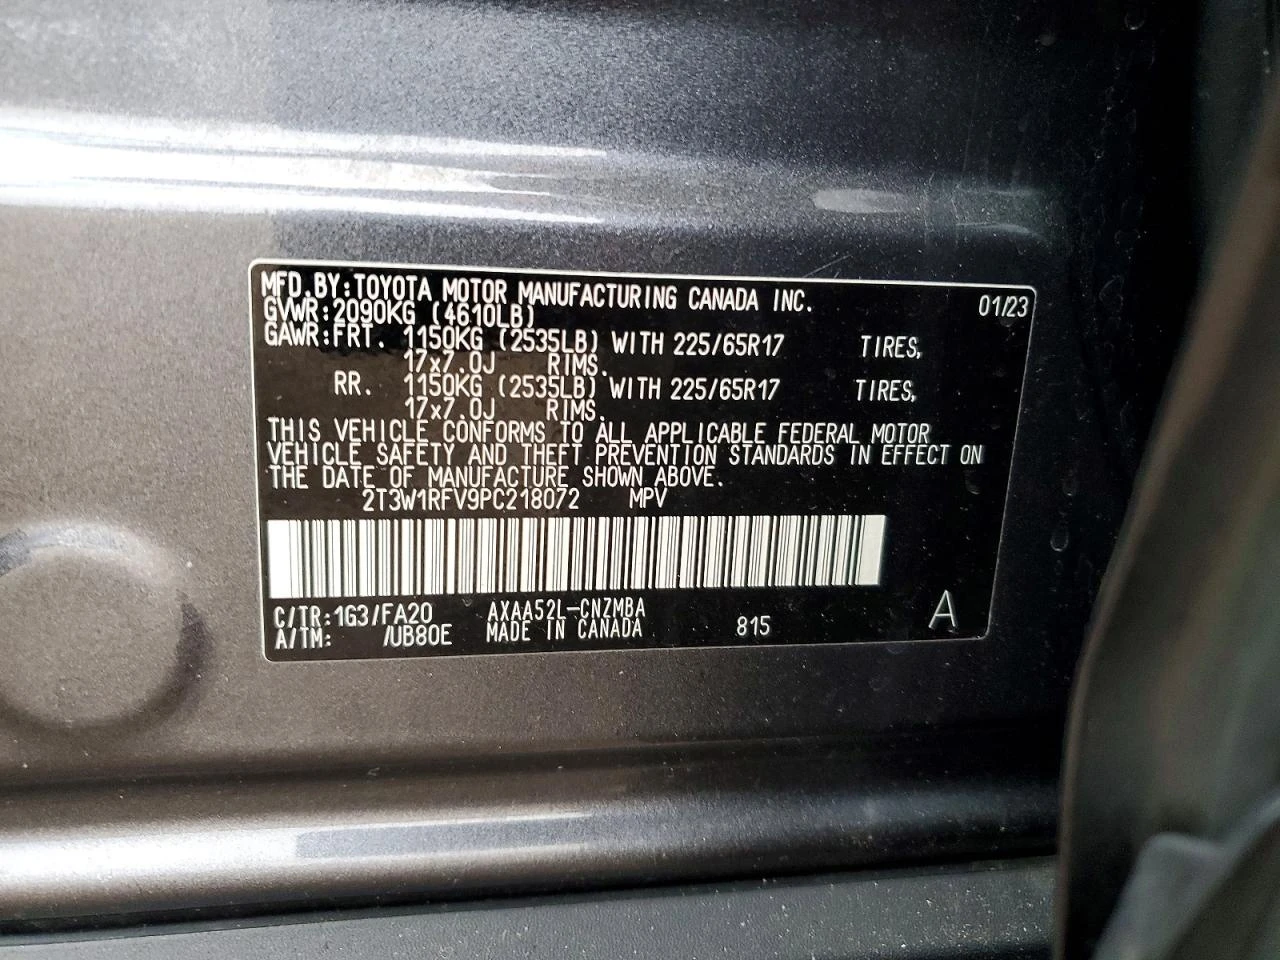 MFD.BY:TOYOTA MOTOR MANUFACTURING CANADA INC. 01/23
GVWR:2090KG (4610LB)
GAWR:FRT. 1150KG (2535LB) WITH 225/65R17 TIRES,
17x7.0J RIMS.
RR. 1150KG (2535LB) WITH 225/65R17 TIRES,
17x7.0J RIMS.
THIS VEHICLE CONFORMS TO ALL APPLICABLE FEDERAL MOTOR
VEHICLE SAFETY AND THEFT PREVENTION STANDARDS IN EFFECT ON
THE DATE OF MANUFACTURE SHOWN ABOVE.
2T3W1RFV9PC218072 MPV
C/TR:1G3/FA20 AXAA52L-CNZMBA
A/TM: /UB80E MADE IN CANADA 815 A